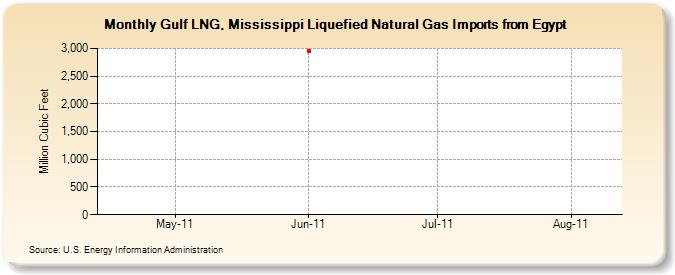 Monthly Gulf LNG, Mississippi Liquefied Natural Gas Imports from Egypt
Million Cubic Feet
3,000
2,500
2,000
1,500
1,000
500
0
May-11 Jun-11 Jul-11 Aug-11
Source: U.S. Energy Information Administration